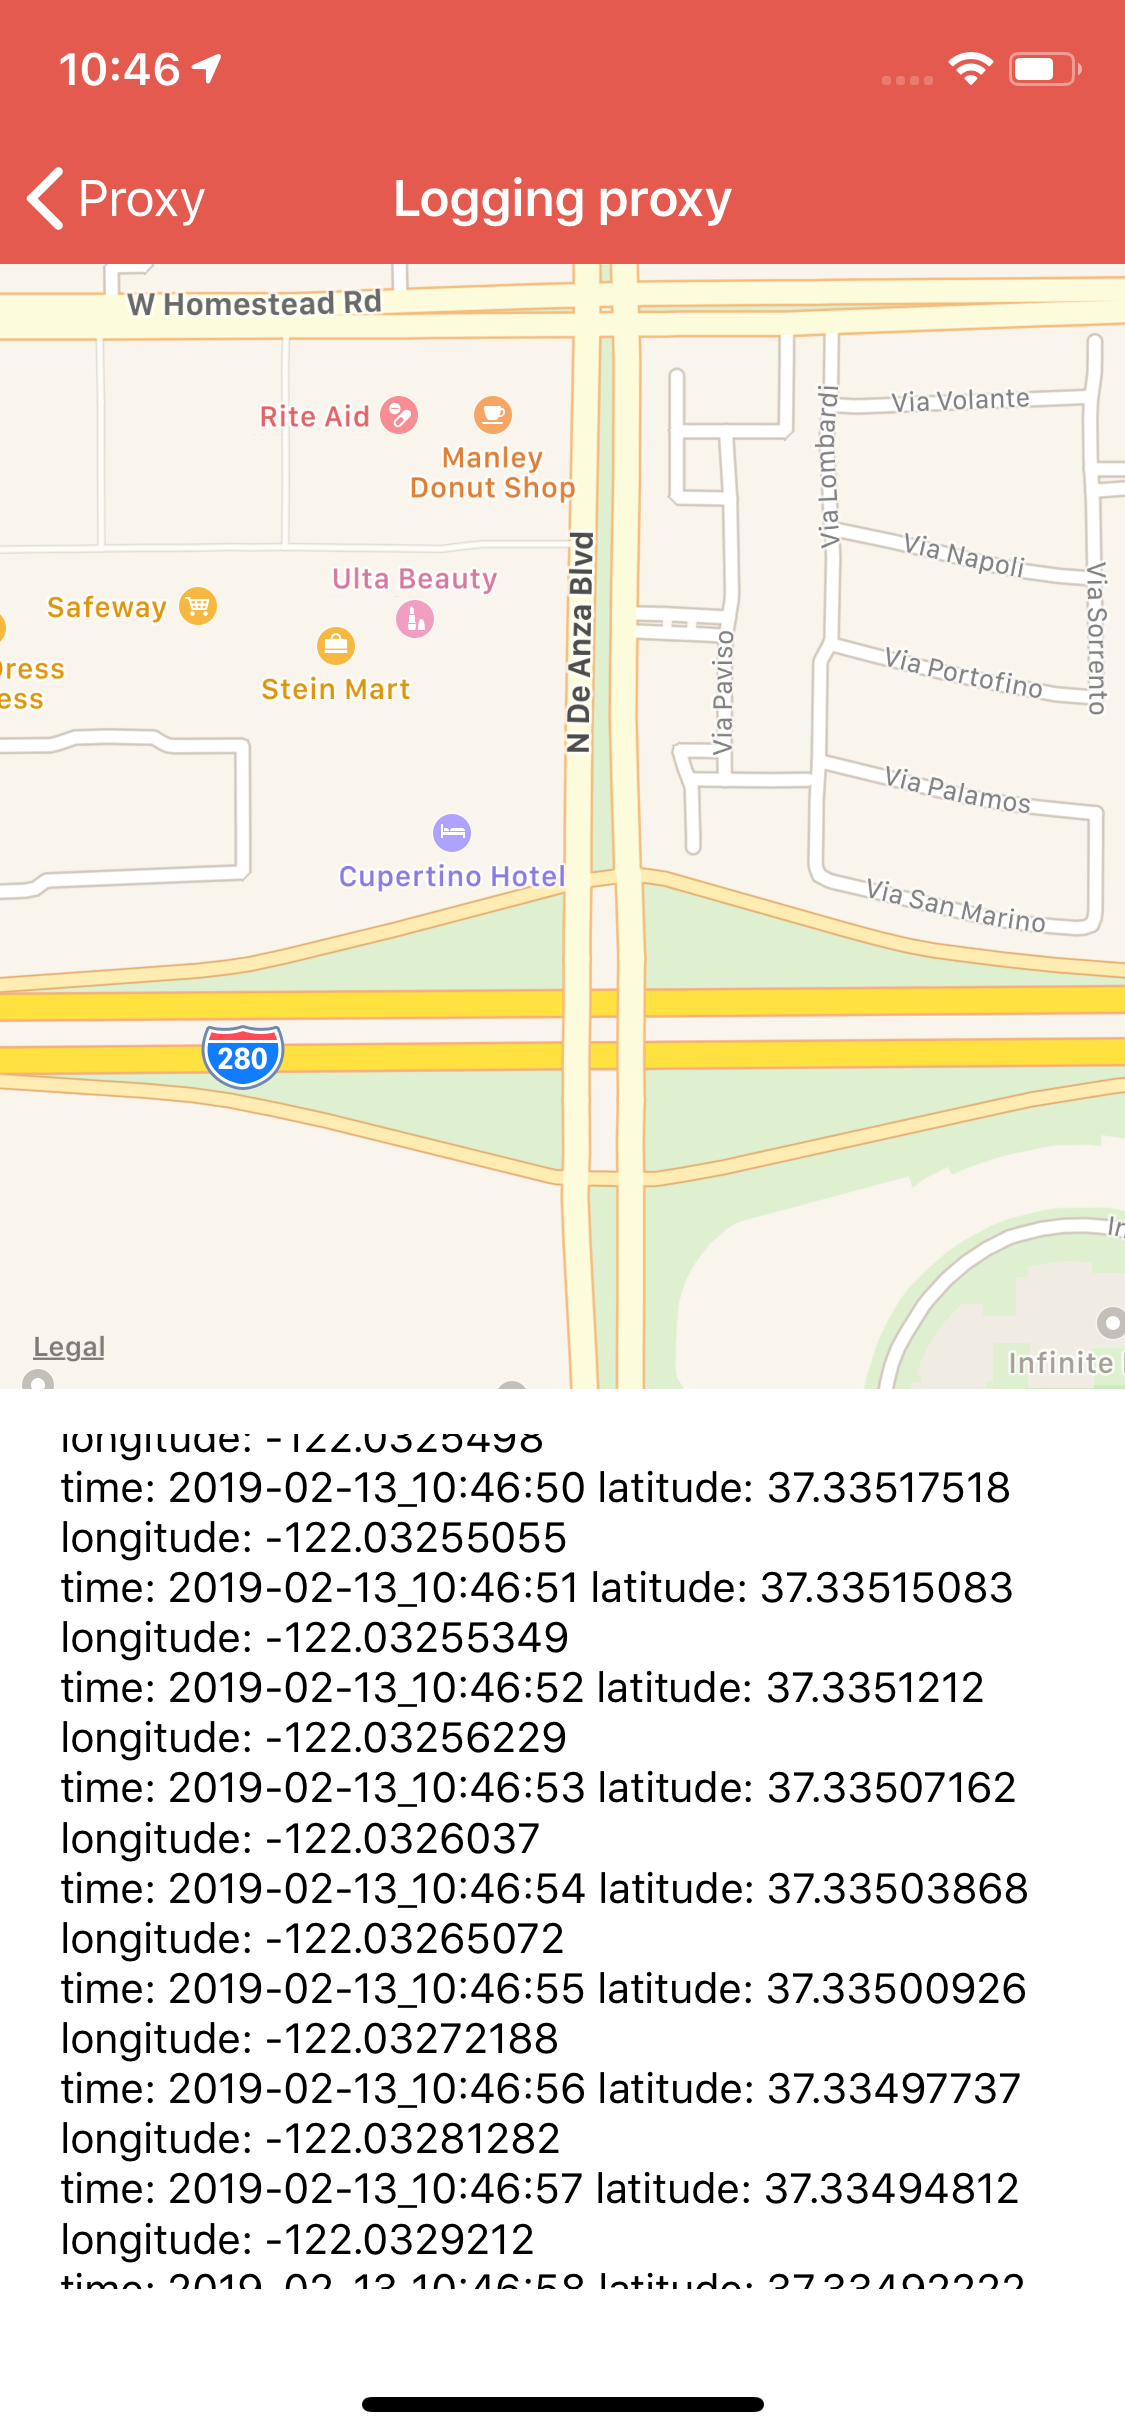 10:46
Proxy
Logging proxy
W Homestead Rd
Rite Aid
Manley
Donut Shop
Via Volante
Via Lombardi
N De Anza Blvd
Via Napoli
Ulta Beauty
Safeway
Via Sorrento
Stein Mart
Via Paviso
Via Portofino
Via Palamos
Cupertino Hotel
Via San Marino
280
Legal
Infinite
longitude: -122.0325498
time: 2019-02-13_10:46:50 latitude: 37.33517518
longitude: -122.03255055
time: 2019-02-13_10:46:51 latitude: 37.33515083
longitude: -122.03255349
time: 2019-02-13_10:46:52 latitude: 37.3351212
longitude: -122.03256229
time: 2019-02-13_10:46:53 latitude: 37.33507162
longitude: -122.0326037
time: 2019-02-13_10:46:54 latitude: 37.33503868
longitude: -122.03265072
time: 2019-02-13_10:46:55 latitude: 37.33500926
longitude: -122.03272188
time: 2019-02-13_10:46:56 latitude: 37.33497737
longitude: -122.03281282
time: 2019-02-13_10:46:57 latitude: 37.33494812
longitude: -122.0329212
time: 2019-02-13_10:46:58 latitude: 37.33492222